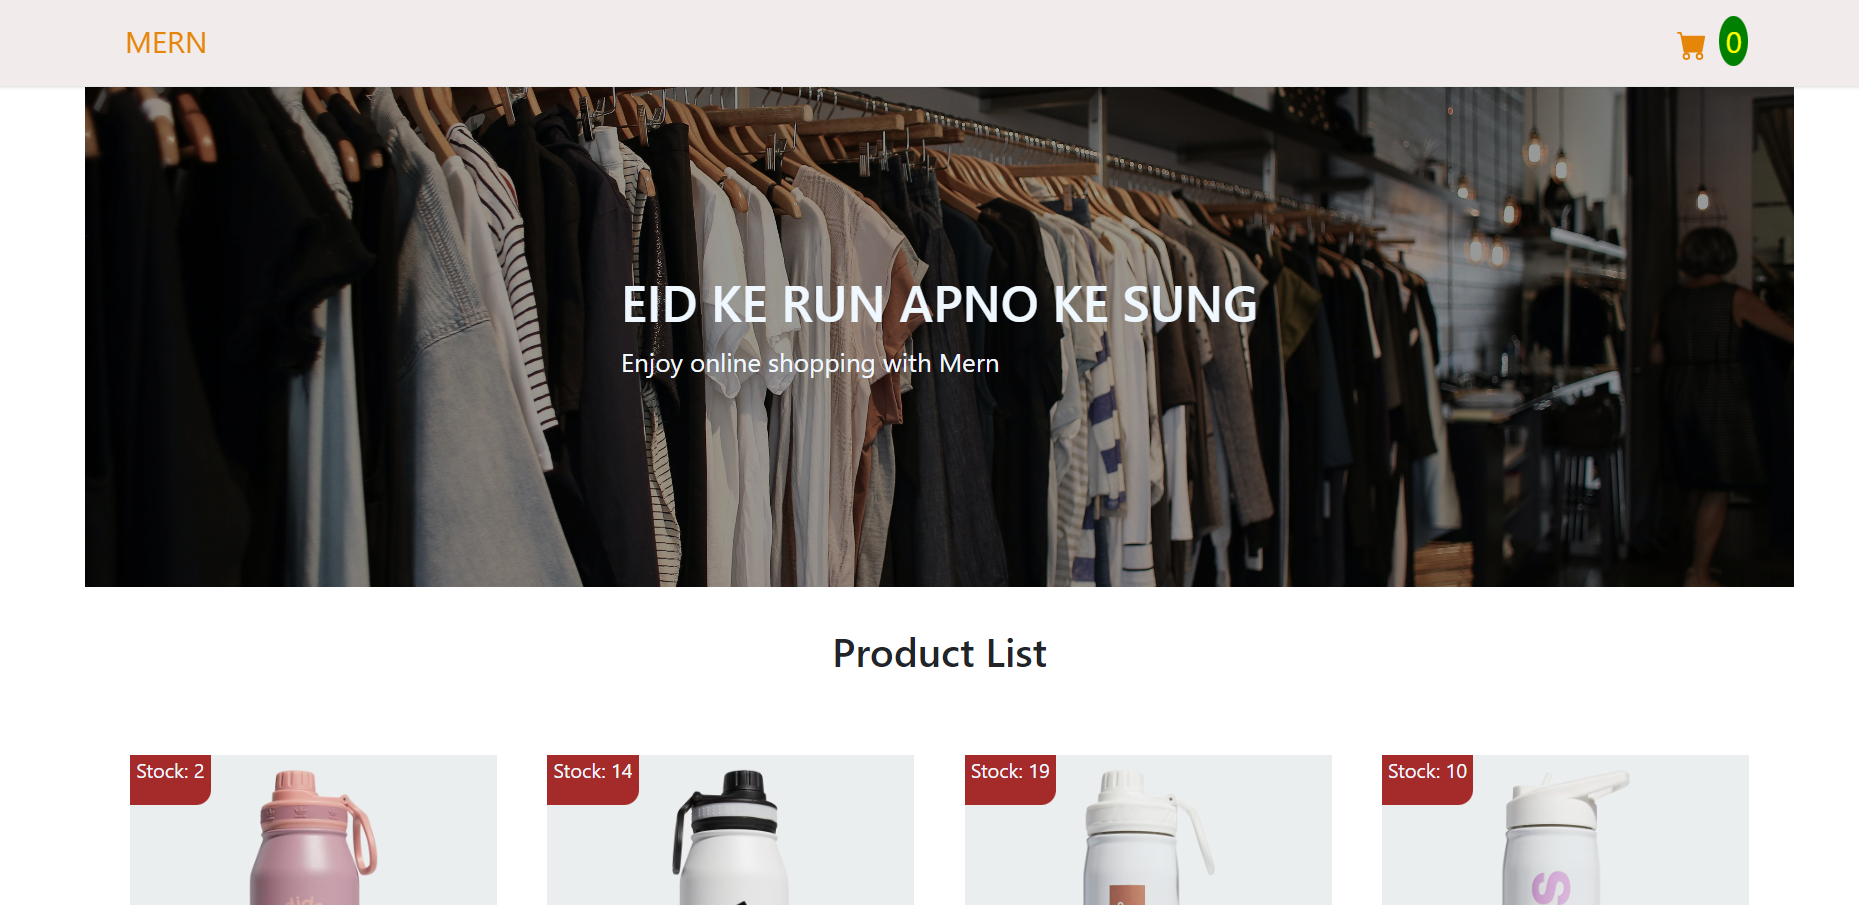 MERN
0
EID KE RUN APNO KE SUNG
Enjoy online shopping with Mern
Product List
Stock: 2
Stock: 14
Stock: 19
Stock: 10
S